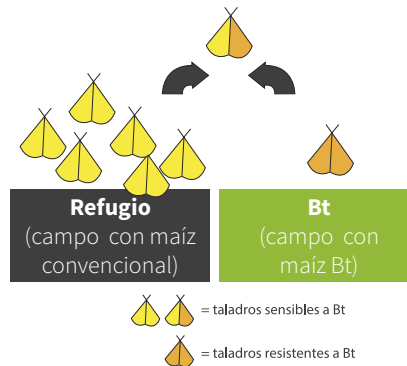 Refugio
(campo con maíz
convencional)
Bt
(campo con
maíz Bt)
= taladros sensibles a Bt
= taladros resistentes a Bt